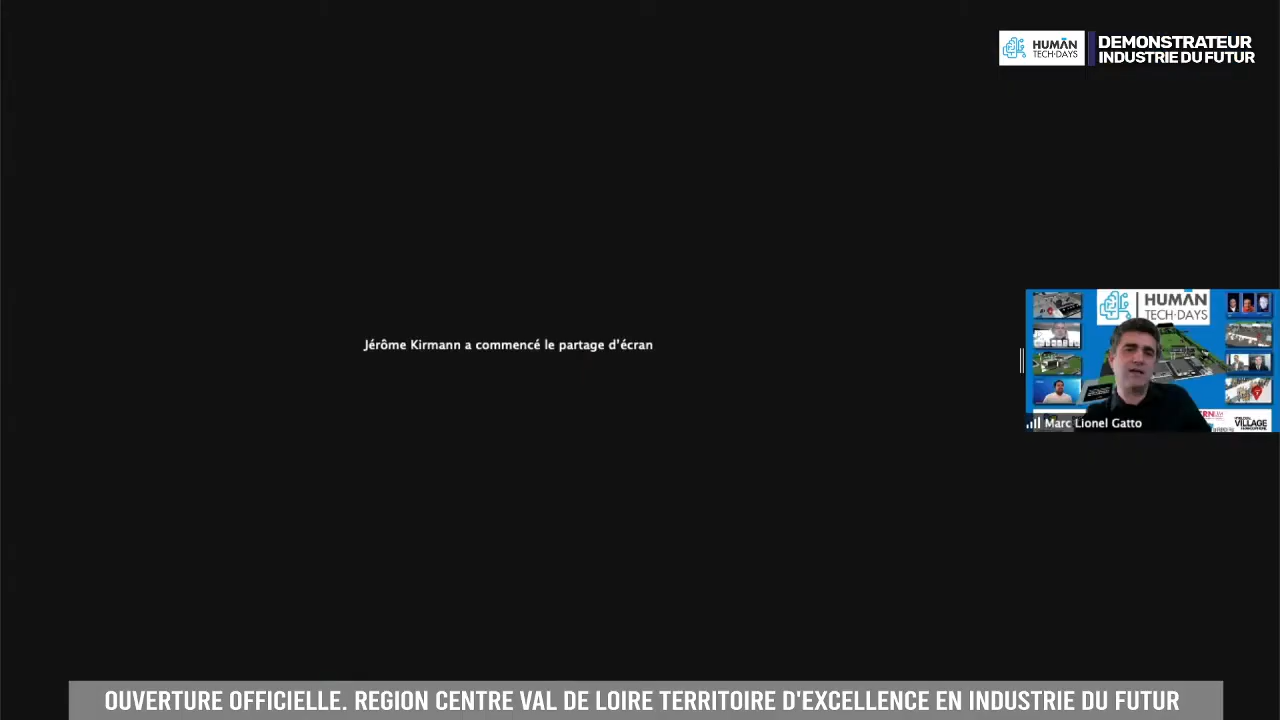 HUMAN
TECH·DAYS
DEMONSTRATEUR
INDUSTRIE DU FUTUR
Jérôme Kirmann a commencé le partage d'écran
HUMAN
TECH·DAYS
VILLAGE
Marc Lionel Gatto
OUVERTURE OFFICIELLE. REGION CENTRE VAL DE LOIRE TERRITOIRE D'EXCELLENCE EN INDUSTRIE DU FUTUR